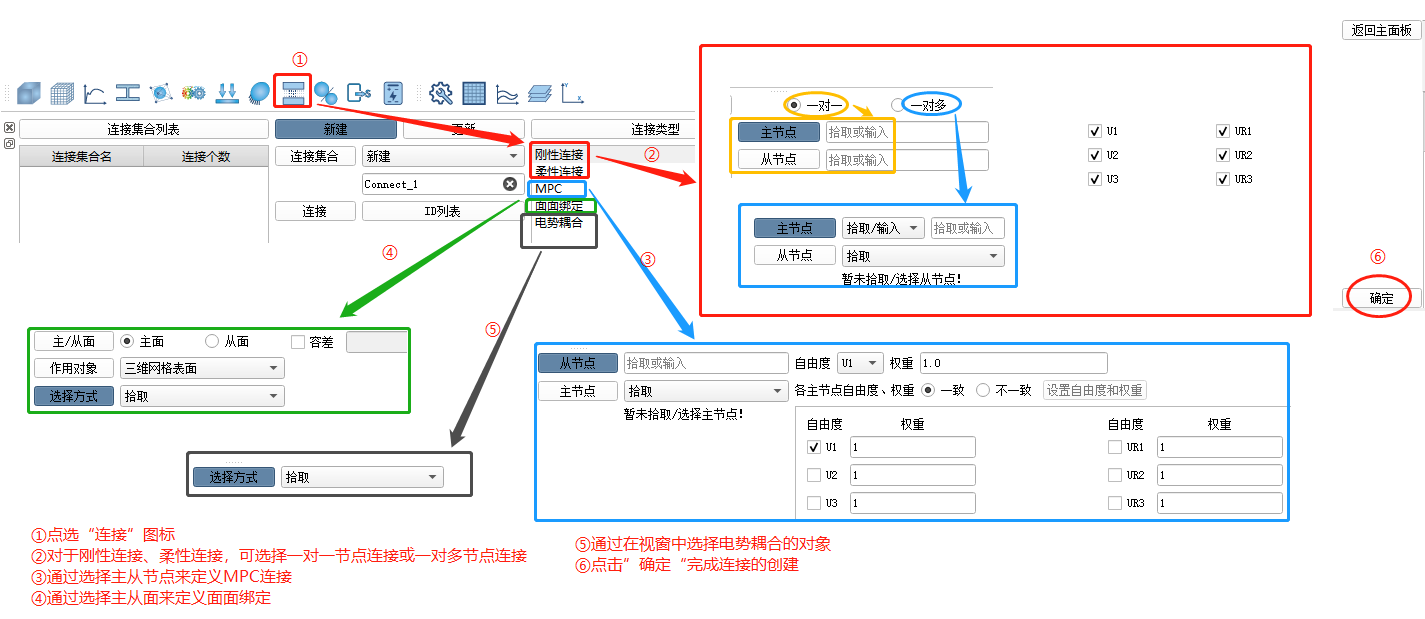 返回主面板
①
连接集合列表
新建
更新
连接类型
连接集合名
连接个数
连接集合
新建
Connect_1
连接
ID列表
刚性连接
柔性连接
MPC
面面绑定
电势耦合
②
一对一
一对多
主节点
拾取或输入
从节点
拾取或输入
U1
UR1
U2
UR2
U3
UR3
主节点
拾取/输入
拾取或输入
从节点
拾取
暂未拾取/选择从节点!
⑥
确定
④
③
⑤
主/从面
主面
从面
容差
作用对象
三维网格表面
选择方式
拾取
从节点
拾取或输入
自由度
U1
权重
1.0
主节点
拾取
各主节点自由度、权重
一致
不一致
设置自由度和权重
暂未拾取/选择主节点!
自由度
权重
自由度
权重
U1
1
UR1
1
U2
1
UR2
1
U3
1
UR3
1
选择方式
拾取
①点选“连接”图标
②对于刚性连接、柔性连接，可选择一对一节点连接或一对多节点连接
③通过选择主从节点来定义MPC连接
④通过选择主从面来定义面面绑定
⑤通过在视窗中选择电势耦合的对象
⑥点击”确定“完成连接的创建